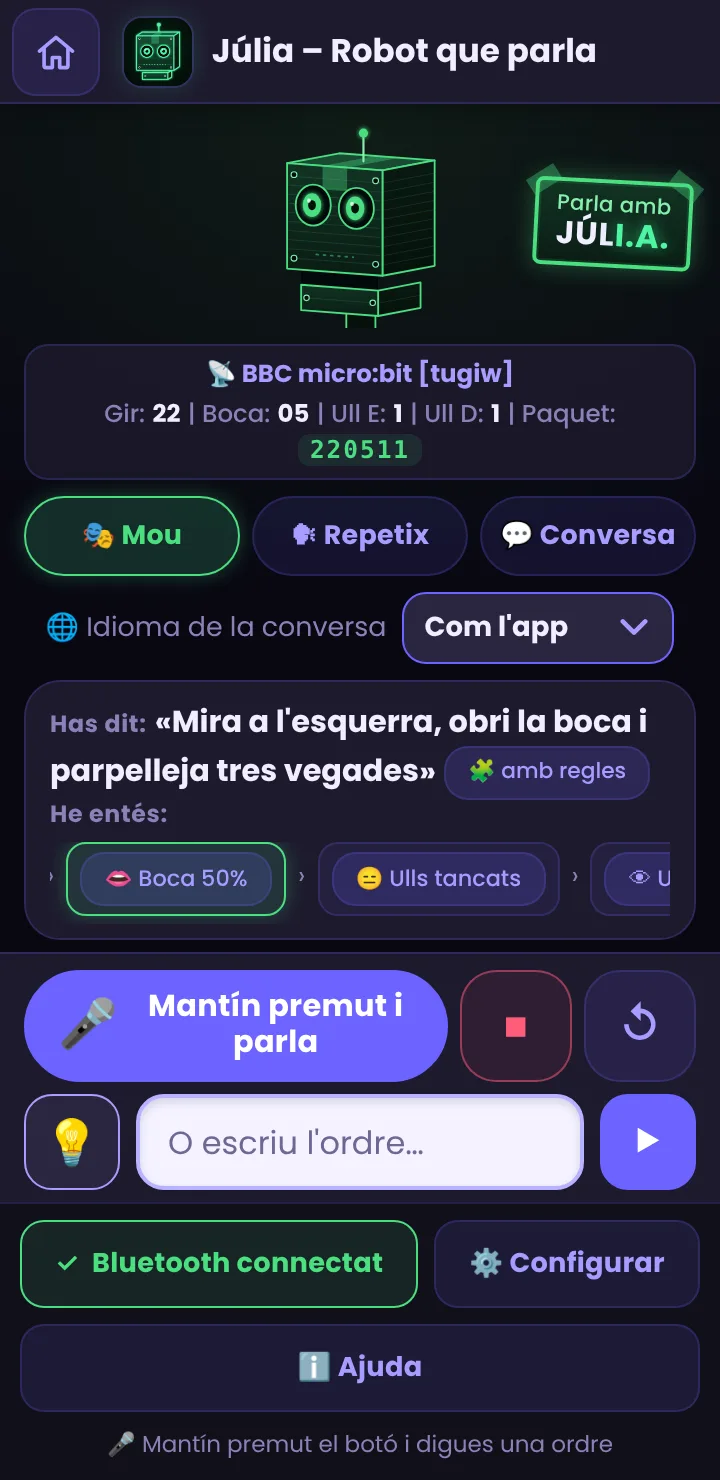 Júlia – Robot que parla
Parla amb
JÚLI.A.
📡 BBC micro:bit [tugiw]
Gir: 22 | Boca: 05 | Ull E: 1 | Ull D: 1 | Paquet:
220511
🎭 Mou
🗣 Repetix
💬 Conversa
🌐 Idioma de la conversa
Com l'app
Has dit: «Mira a l'esquerra, obri la boca i
parpelleja tres vegades» 🧩 amb regles
He entés:
› 👄 Boca 50% › 😑 Ulls tancats › 👁 U
🎤 Mantín premut i
parla
O escriu l'ordre...
✓ Bluetooth connectat
⚙️ Configurar
ℹ️ Ajuda
🎤 Mantín premut el botó i digues una ordre